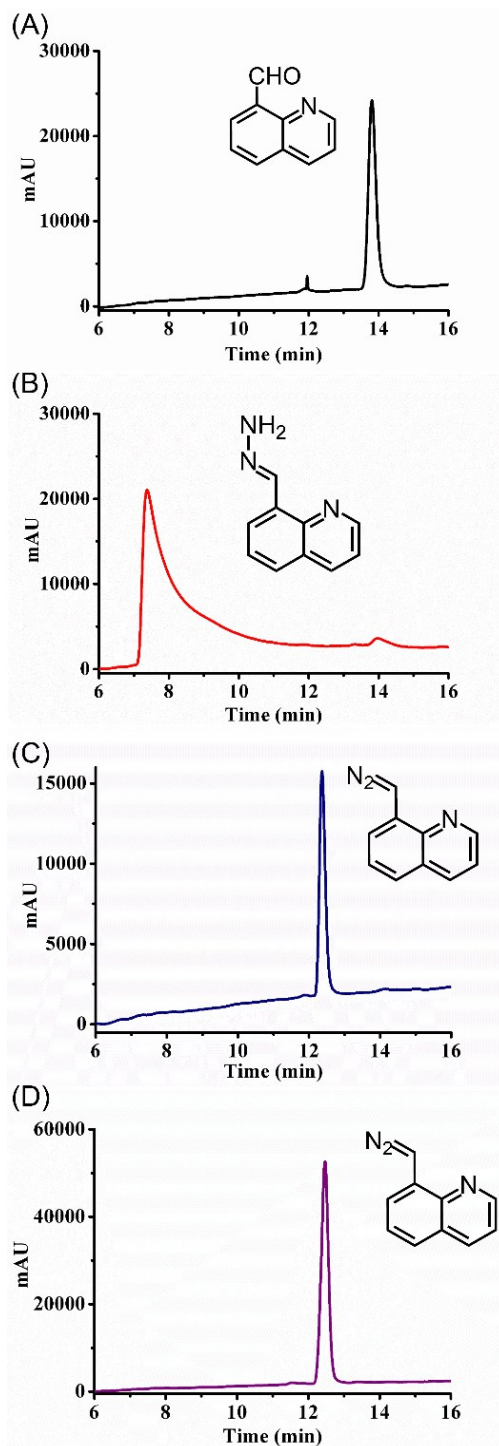 (A)
30000
20000
10000
0
mAU
CHO
N
6 8 10 12 14 16
Time (min)
(B)
30000
20000
10000
0
mAU
NH2
N
N
6 8 10 12 14 16
Time (min)
(C)
15000
10000
5000
0
mAU
N2
N
6 8 10 12 14 16
Time (min)
(D)
60000
40000
20000
0
mAU
N2
N
6 8 10 12 14 16
Time (min)